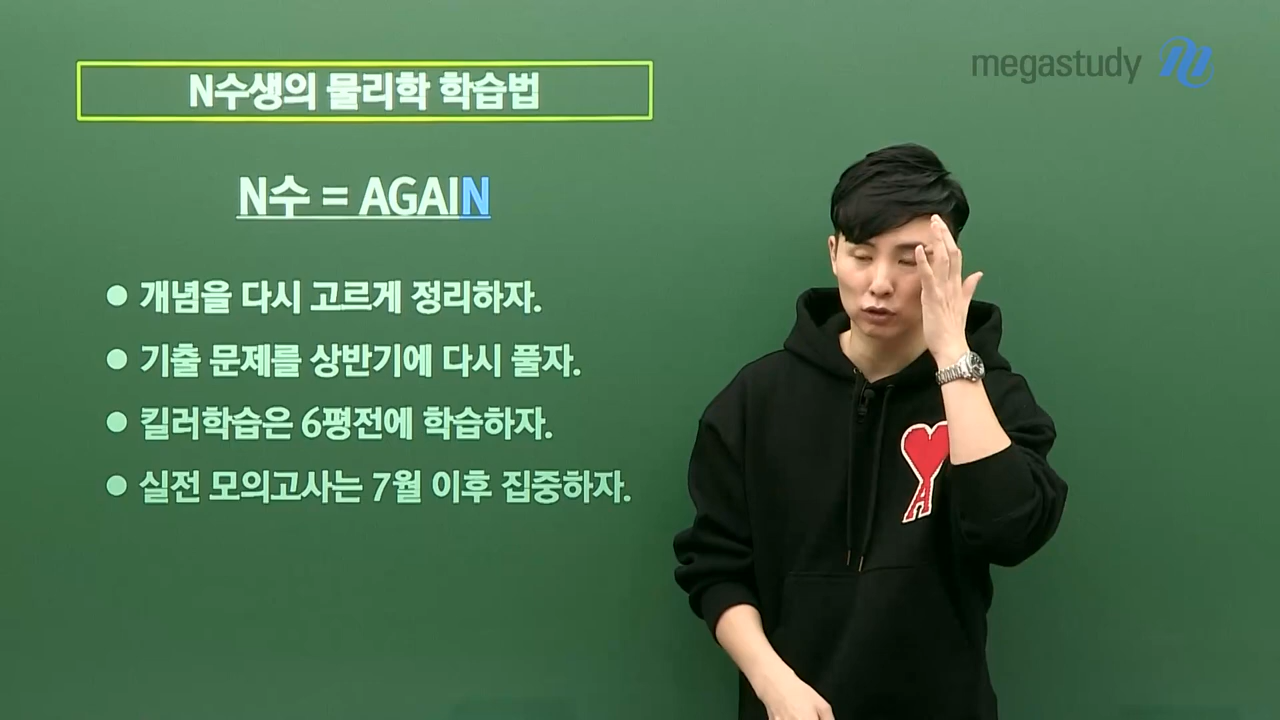 N수생의 물리학 학습법
megastudy
N수 = AGAIN
● 개념을 다시 고르게 정리하자.
● 기출 문제를 상반기에 다시 풀자.
● 킬러학습은 6평전에 학습하자.
● 실전 모의고사는 7월 이후 집중하자.